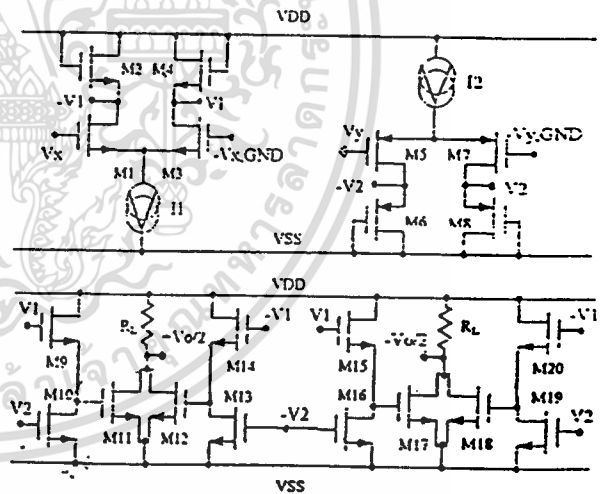 VDD
M2 M4
-V1 V1
I2
Vx -Vx,GND
Vy -Vy,GND
M1 M3
M5 M7
-V2 V2
I1
M6 M8
VSS
VDD
V1 RL -V1 V1 RL -V1
-Vo/2 -Vo/2
M9 M14 M15 M20
M10 M13 M16 M19
V2 -V2 V2
M11 M12 M17 M18
VSS